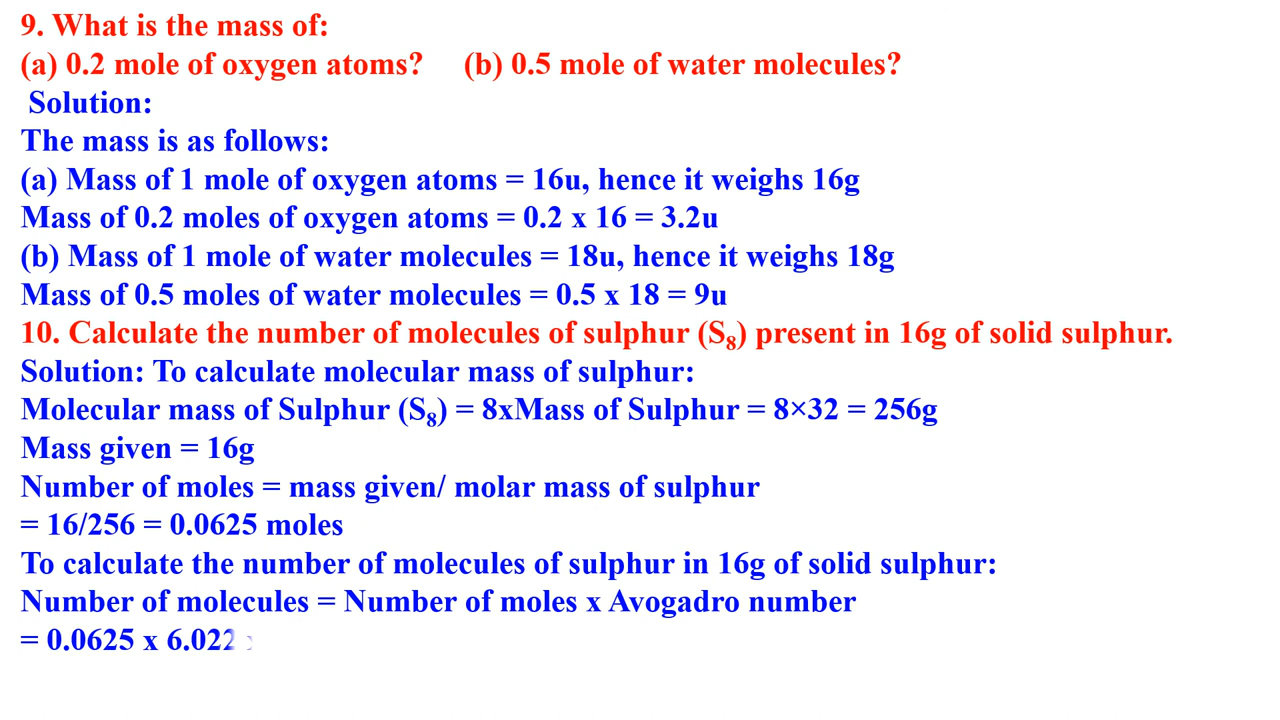 9. What is the mass of:
(a) 0.2 mole of oxygen atoms? (b) 0.5 mole of water molecules?
Solution:
The mass is as follows:
(a) Mass of 1 mole of oxygen atoms = 16u, hence it weighs 16g
Mass of 0.2 moles of oxygen atoms = 0.2 x 16 = 3.2u
(b) Mass of 1 mole of water molecules = 18u, hence it weighs 18g
Mass of 0.5 moles of water molecules = 0.5 x 18 = 9u
10. Calculate the number of molecules of sulphur (S₈) present in 16g of solid sulphur.
Solution: To calculate molecular mass of sulphur:
Molecular mass of Sulphur (S₈) = 8xMass of Sulphur = 8×32 = 256g
Mass given = 16g
Number of moles = mass given/ molar mass of sulphur
= 16/256 = 0.0625 moles
To calculate the number of molecules of sulphur in 16g of solid sulphur:
Number of molecules = Number of moles x Avogadro number
= 0.0625 x 6.022